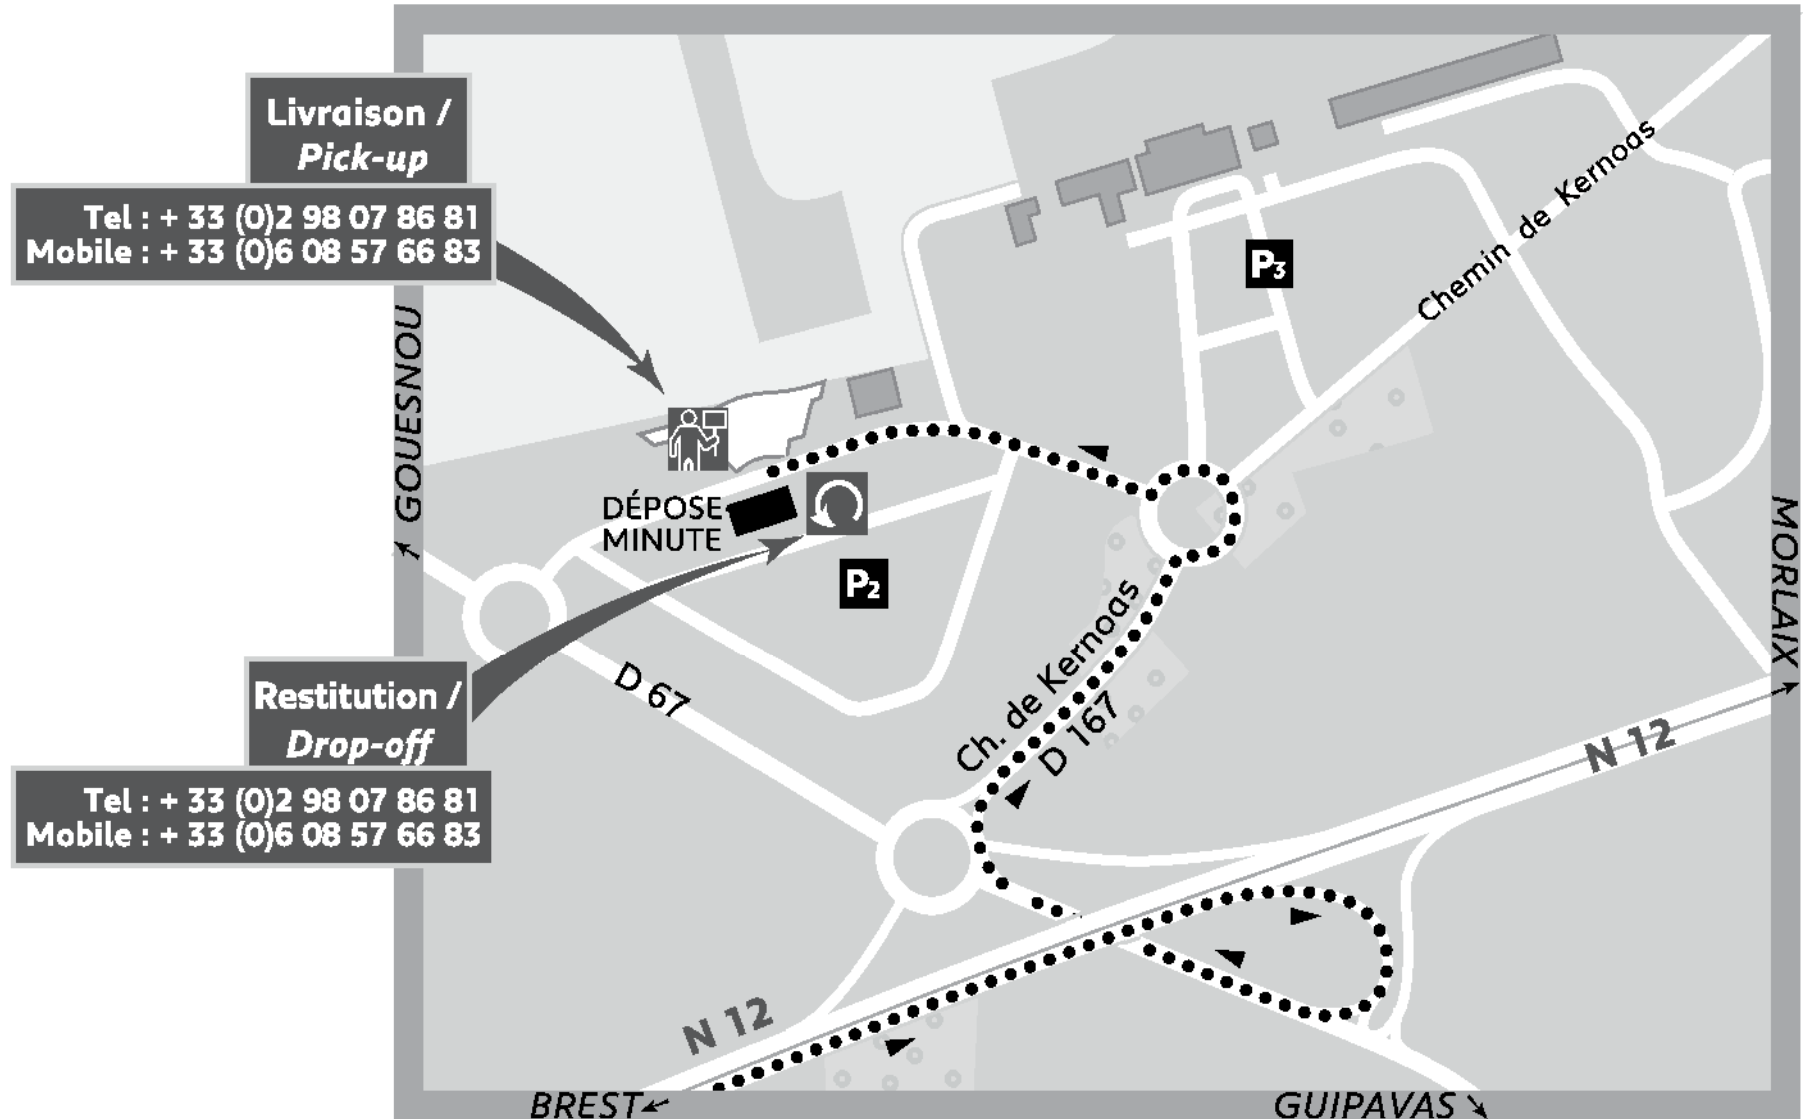 Livraison /
Pick-up
Tel : + 33 (0)2 98 07 86 81
Mobile : + 33 (0)6 08 57 66 83
GOUESNOU
Chemin de Kernoas
P3
DÉPOSE
MINUTE
P2
MORLAIX
Restitution /
Drop-off
Tel : + 33 (0)2 98 07 86 81
Mobile : + 33 (0)6 08 57 66 83
D 67
Ch. de Kernoas
D 167
N 12
N 12
BREST
GUIPAVAS